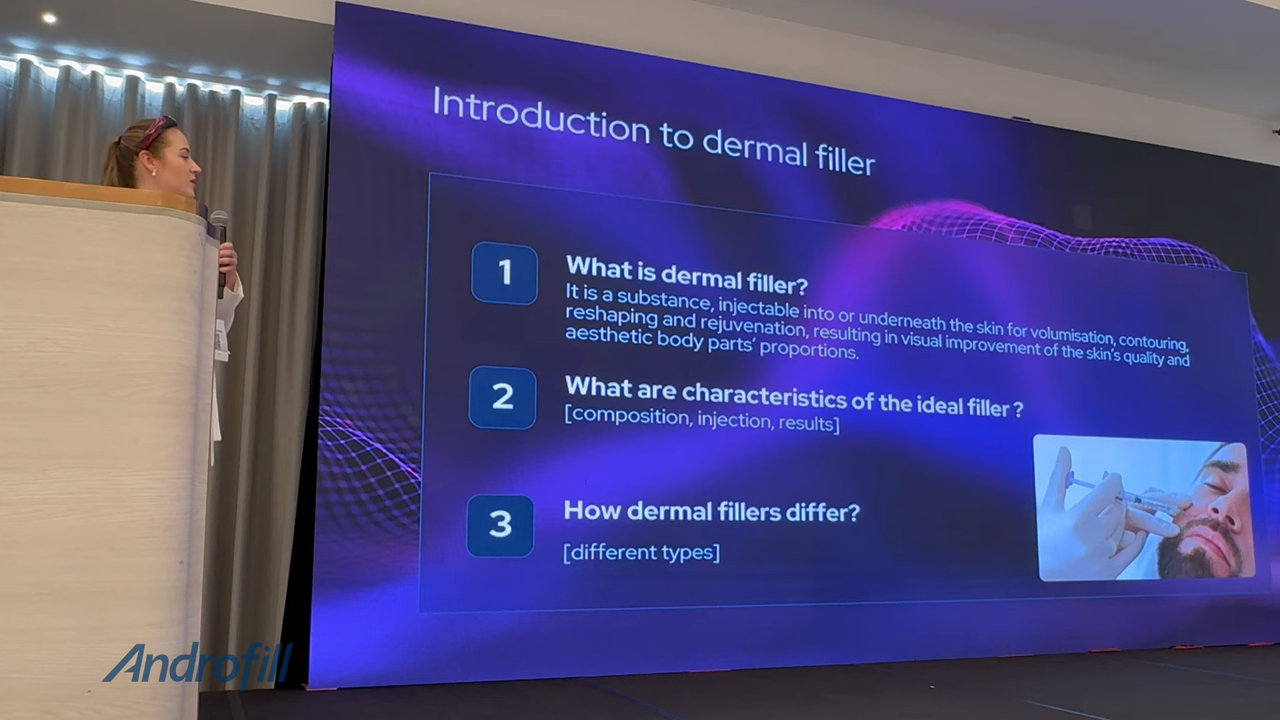 Introduction to dermal filler
1
What is dermal filler?
It is a substance, injectable into or underneath the skin for volumisation, contouring,
reshaping and rejuvenation, resulting in visual improvement of the skin's quality and
aesthetic body parts' proportions.
2
What are characteristics of the ideal filler ?
[composition, injection, results]
3
How dermal fillers differ?
[different types]
Androfill